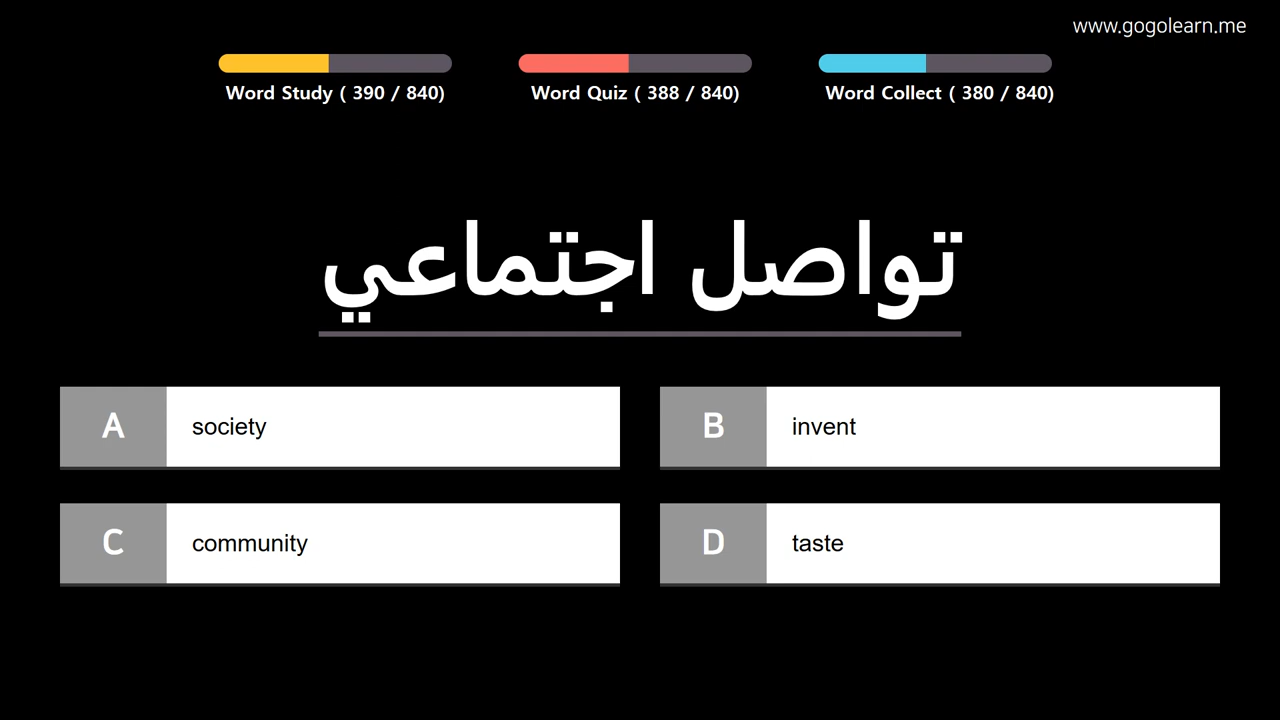 www.gogolearn.me
Word Study ( 390 / 840)
Word Quiz ( 388 / 840)
Word Collect ( 380 / 840)
تواصل اجتماعي
A society
B invent
C community
D taste